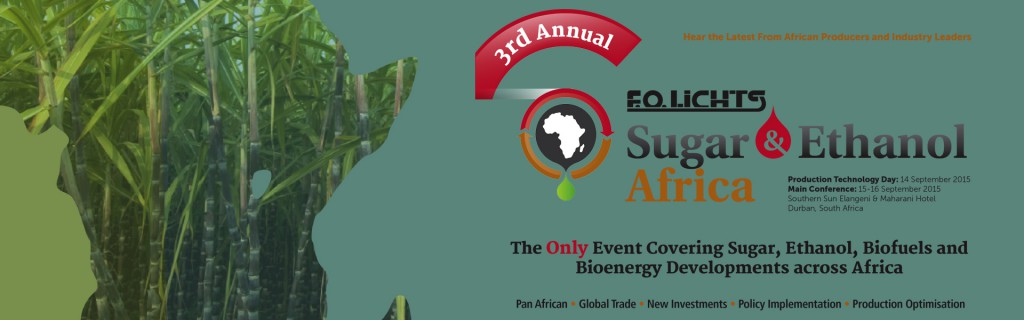 3rd Annual
Hear the Latest From African Producers and Industry Leaders
F.O. LICHTS
Sugar & Ethanol
Africa
Production Technology Day: 14 September 2015
Main Conference: 15-16 September 2015
Southern Sun Elangeni & Maharani Hotel
Durban, South Africa
The Only Event Covering Sugar, Ethanol, Biofuels and
Bioenergy Developments across Africa
Pan African • Global Trade • New Investments • Policy Implementation • Production Optimisation